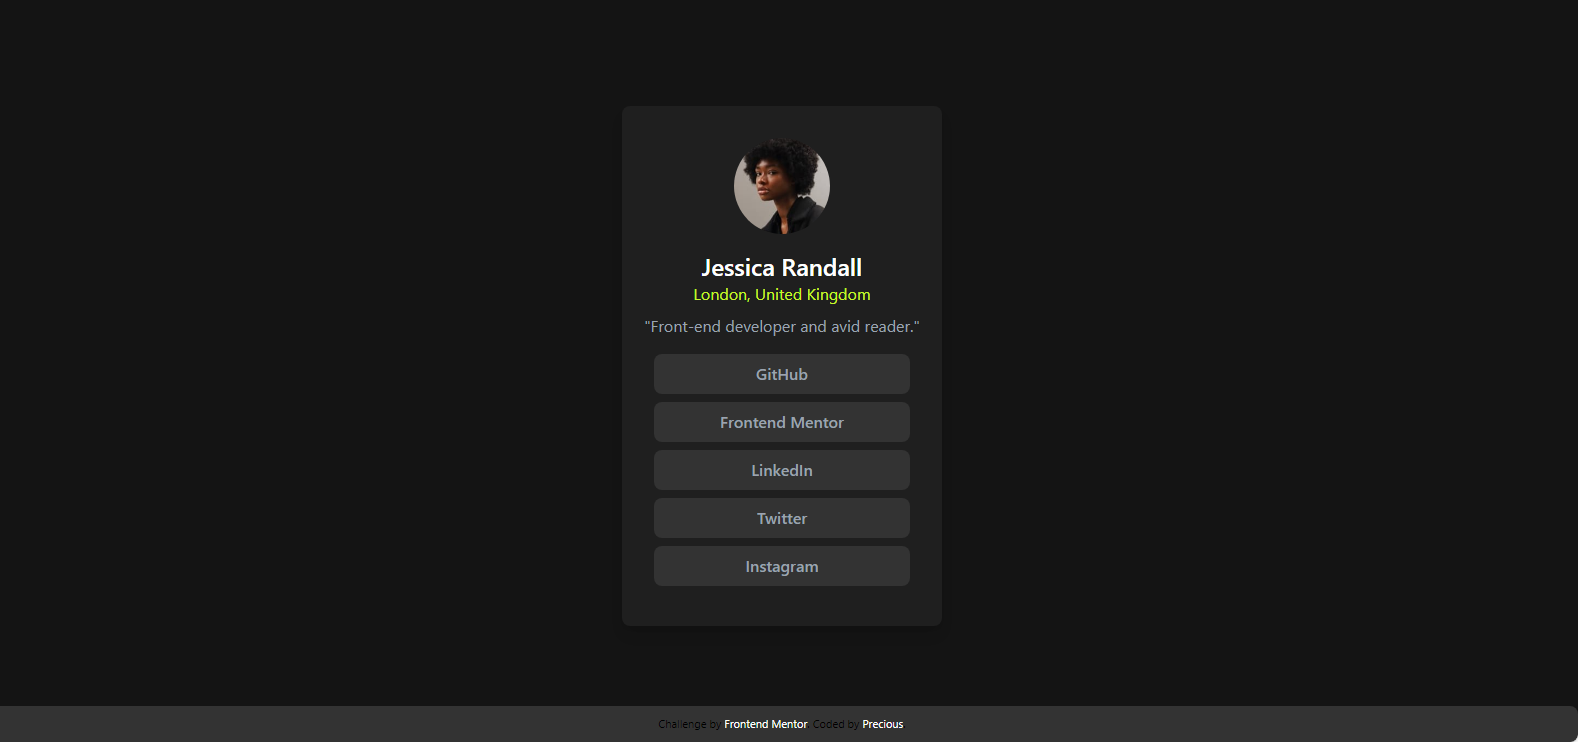 Jessica Randall
London, United Kingdom
"Front-end developer and avid reader."
GitHub
Frontend Mentor
LinkedIn
Twitter
Instagram
Challenge by Frontend Mentor. Coded by Precious